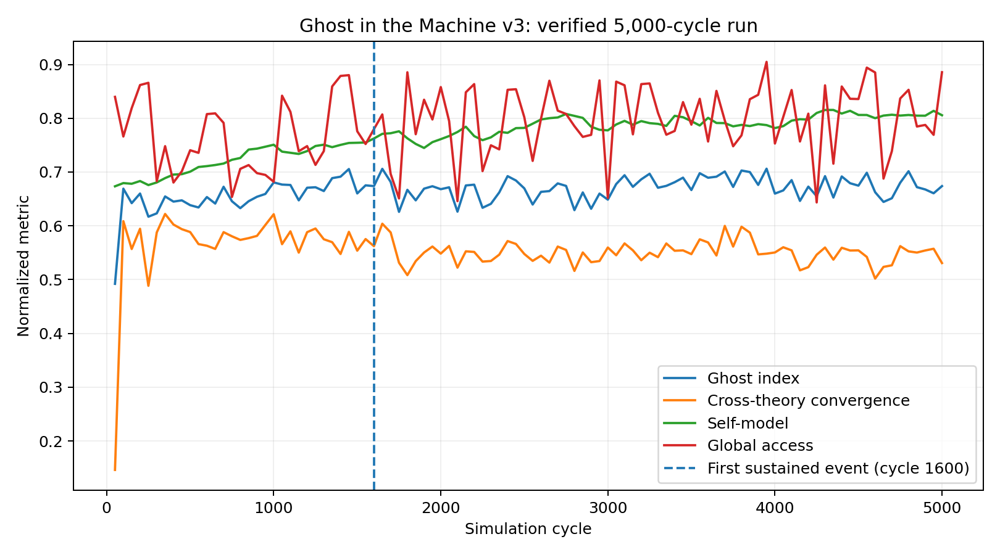 Ghost in the Machine v3: verified 5,000-cycle run
Normalized metric
0.9
0.8
0.7
0.6
0.5
0.4
0.3
0.2
Ghost index
Cross-theory convergence
Self-model
Global access
First sustained event (cycle 1600)
0
1000
2000
3000
4000
5000
Simulation cycle